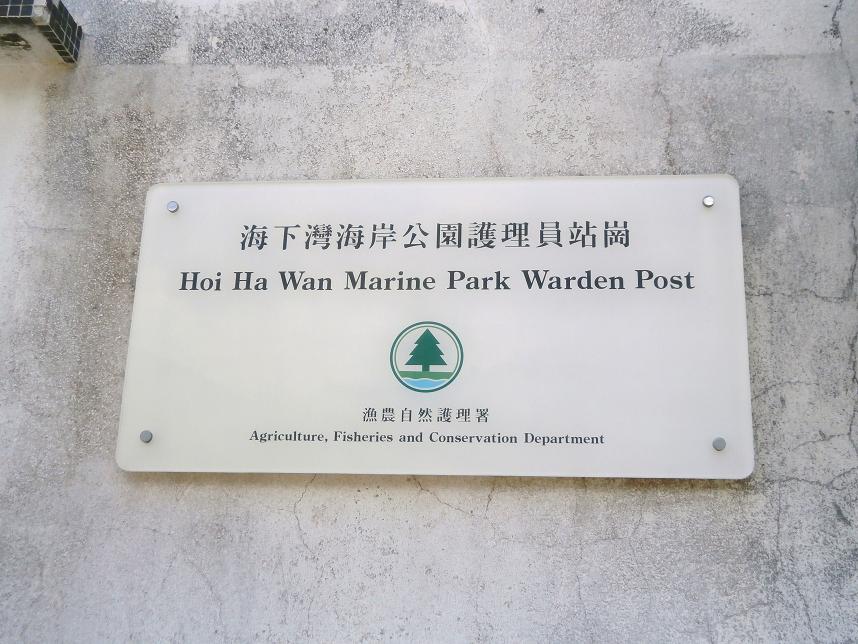 海下灣海岸公園護理員站崗
Hoi Ha Wan Marine Park Warden Post
漁農自然護理署
Agriculture, Fisheries and Conservation Department